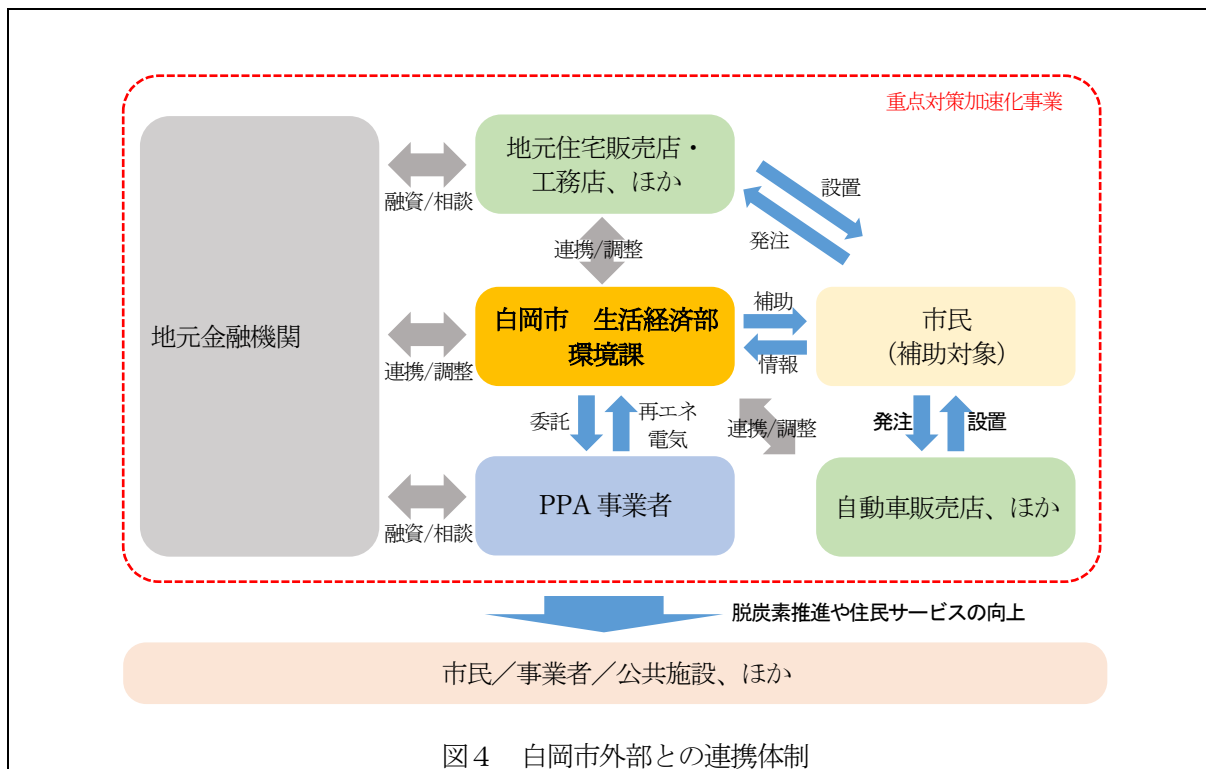 重点対策加速化事業
地元住宅販売店・
工務店、ほか
融資/相談
設置
発注
連携/調整
地元金融機関
連携/調整
白岡市　生活経済部
環境課
補助
情報
市民
（補助対象）
委託
再エネ
電気
連携/調整
発注
設置
融資/相談
PPA 事業者
自動車販売店、ほか
脱炭素推進や住民サービスの向上
市民／事業者／公共施設、ほか
図４　白岡市外部との連携体制